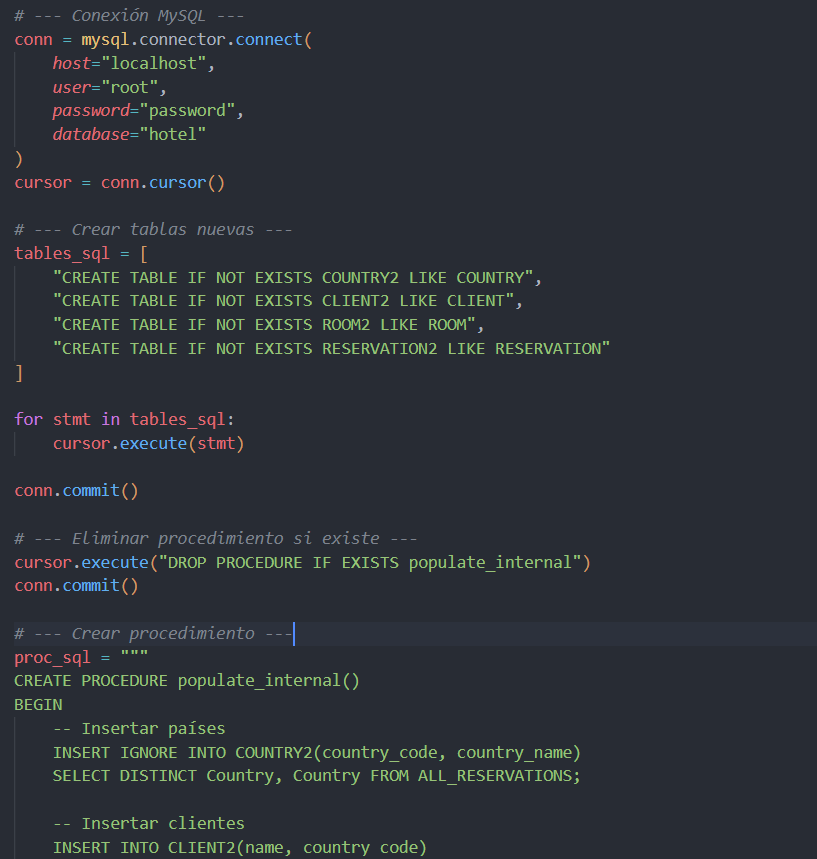 # --- Conexión MySQL ---
conn = mysql.connector.connect(
    host="localhost",
    user="root",
    password="password",
    database="hotel"
)
cursor = conn.cursor()

# --- Crear tablas nuevas ---
tables_sql = [
    "CREATE TABLE IF NOT EXISTS COUNTRY2 LIKE COUNTRY",
    "CREATE TABLE IF NOT EXISTS CLIENT2 LIKE CLIENT",
    "CREATE TABLE IF NOT EXISTS ROOM2 LIKE ROOM",
    "CREATE TABLE IF NOT EXISTS RESERVATION2 LIKE RESERVATION"
]

for stmt in tables_sql:
    cursor.execute(stmt)

conn.commit()

# --- Eliminar procedimiento si existe ---
cursor.execute("DROP PROCEDURE IF EXISTS populate_internal")
conn.commit()

# --- Crear procedimiento ---
proc_sql = """
CREATE PROCEDURE populate_internal()
BEGIN
    -- Insertar países
    INSERT IGNORE INTO COUNTRY2(country_code, country_name)
    SELECT DISTINCT Country, Country FROM ALL_RESERVATIONS;

    -- Insertar clientes
    INSERT INTO CLIENT2(name, country_code)